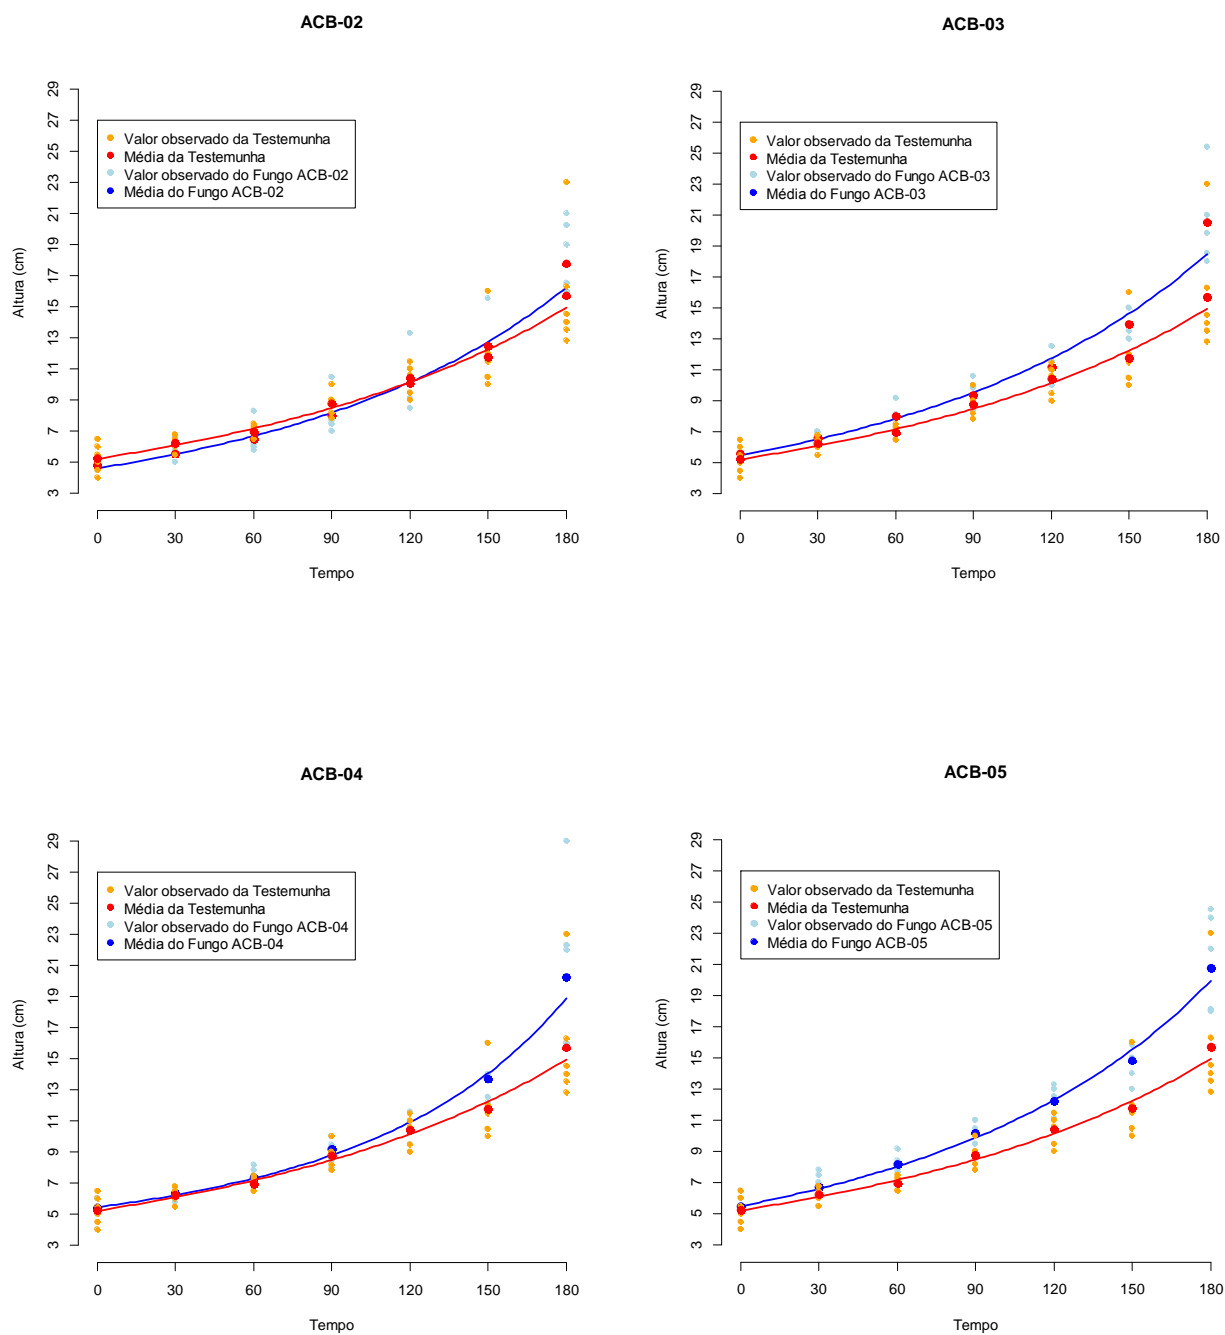 ACB-02
Altura (cm)
29
27
25
23
21
19
17
15
13
11
9
7
5
3
Valor observado da Testemunha
Média da Testemunha
Valor observado do Fungo ACB-02
Média do Fungo ACB-02
0 30 60 90 120 150 180
Tempo
ACB-03
Altura (cm)
29
27
25
23
21
19
17
15
13
11
9
7
5
3
Valor observado da Testemunha
Média da Testemunha
Valor observado do Fungo ACB-03
Média do Fungo ACB-03
0 30 60 90 120 150 180
Tempo
ACB-04
Altura (cm)
29
27
25
23
21
19
17
15
13
11
9
7
5
3
Valor observado da Testemunha
Média da Testemunha
Valor observado do Fungo ACB-04
Média do Fungo ACB-04
0 30 60 90 120 150 180
Tempo
ACB-05
Altura (cm)
29
27
25
23
21
19
17
15
13
11
9
7
5
3
Valor observado da Testemunha
Média da Testemunha
Valor observado do Fungo ACB-05
Média do Fungo ACB-05
0 30 60 90 120 150 180
Tempo